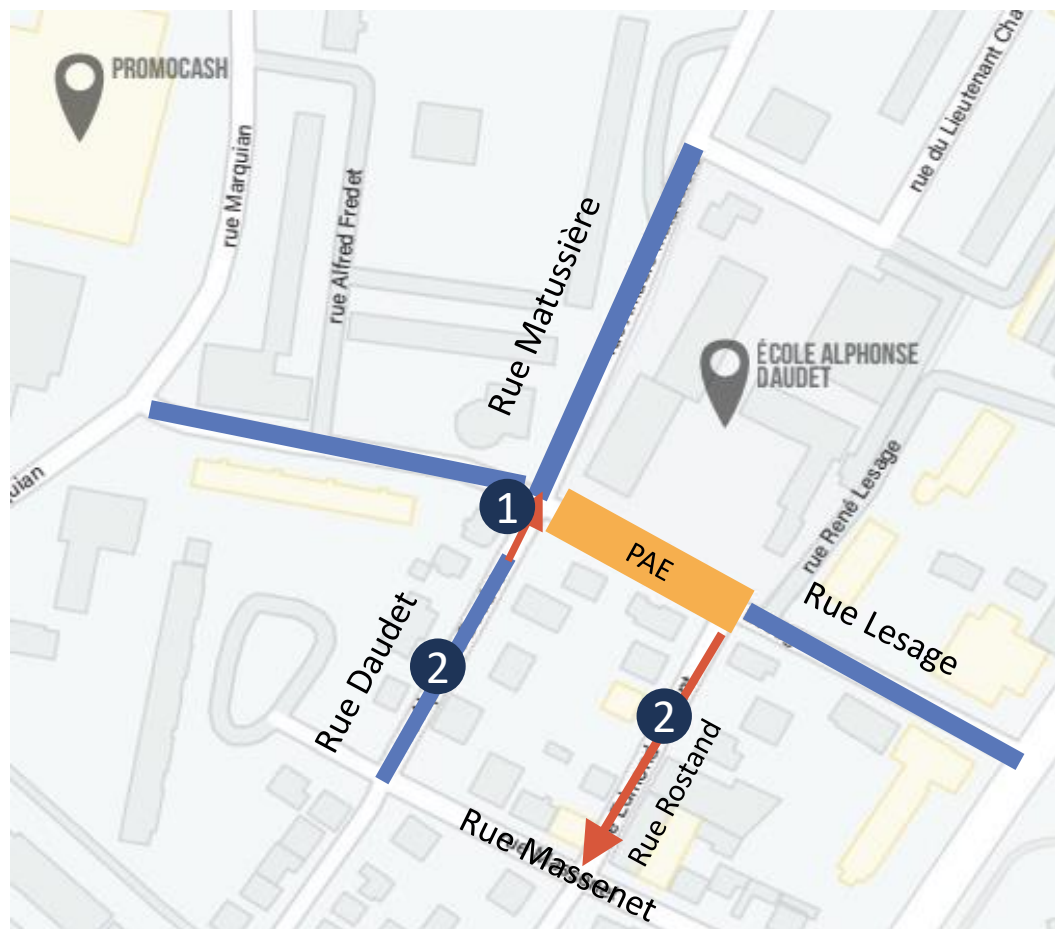 PROMOCASH
rue Marquian
rue Alfred Fredet
rue du Lieutenant Cha
Rue Matussière
ÉCOLE ALPHONSE
DAUDET
uian
1
PAE
rue René Lesage
Rue Lesage
Rue Daudet
2
2
Rue Rostand
Rue Massenet